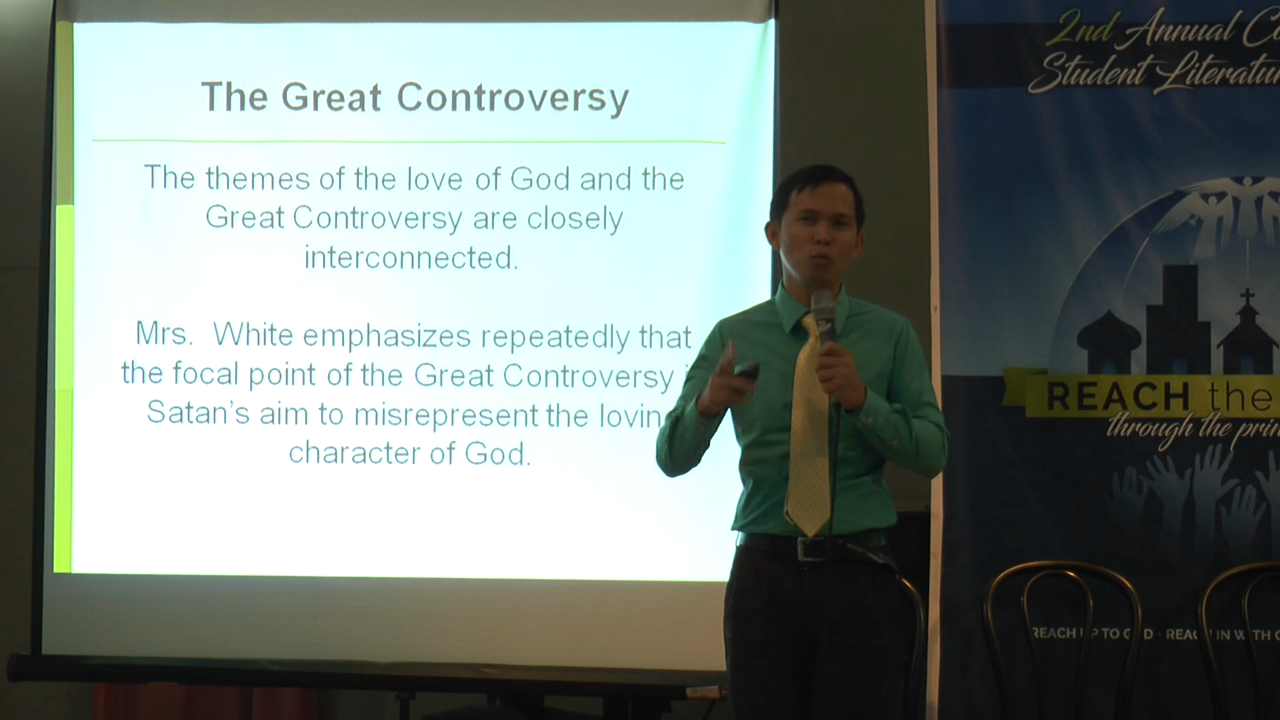 The Great Controversy
The themes of the love of God and the
Great Controversy are closely
interconnected.
Mrs. White emphasizes repeatedly that
the focal point of the Great Controversy
Satan's aim to misrepresent the loving
character of God.
2nd Annual
Student
REACH the
through the
REACH UP TO GOD · REACH IN WITH